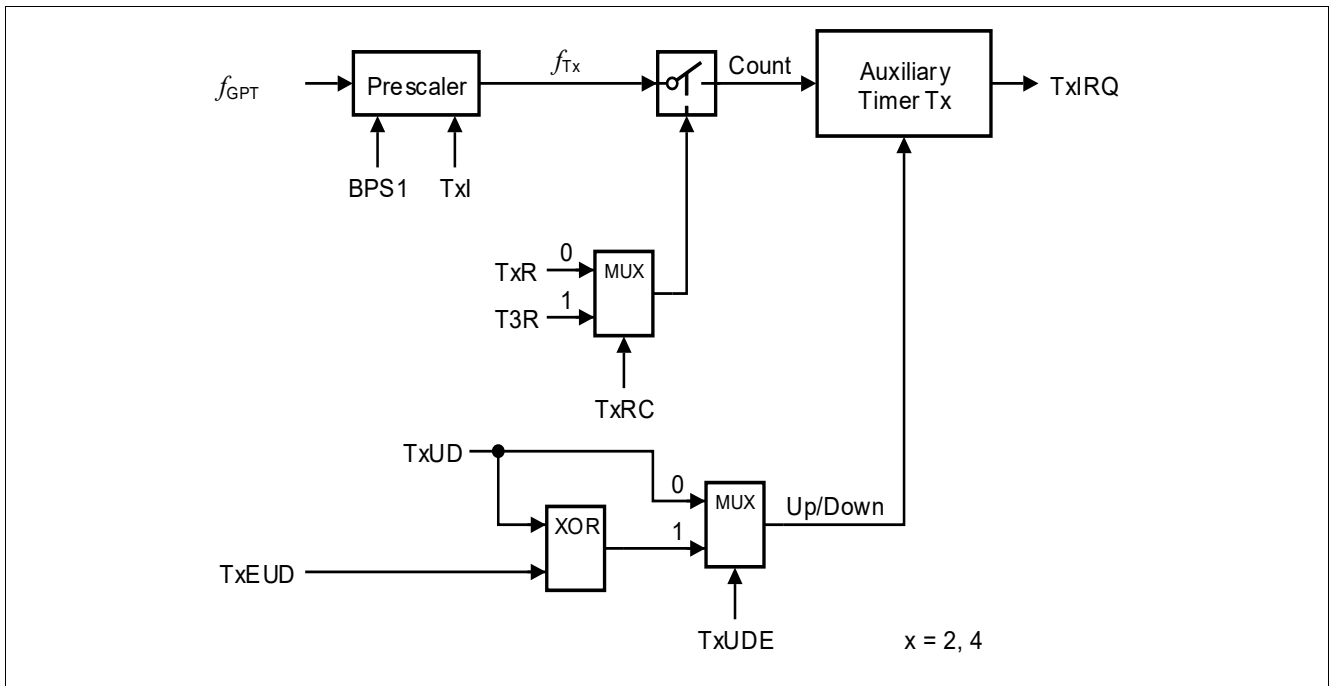 fGPT
Prescaler
fTx
Count
Auxiliary
Timer Tx
TxIRQ
BPS1
TxI
TxR
0
MUX
T3R
1
TxRC
TxUD
0
MUX
Up/Down
XOR
1
TxEUD
TxUDE
x = 2, 4